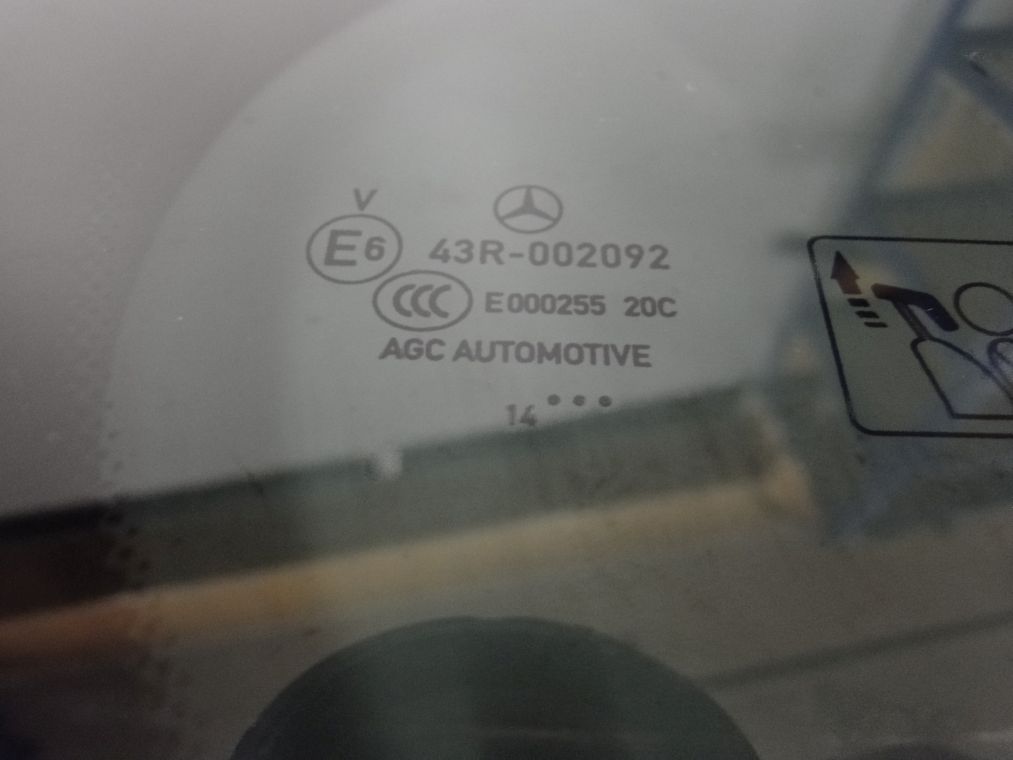 V
E6 43R-002092
CCC E000255 20C
AGC AUTOMOTIVE
14 •••